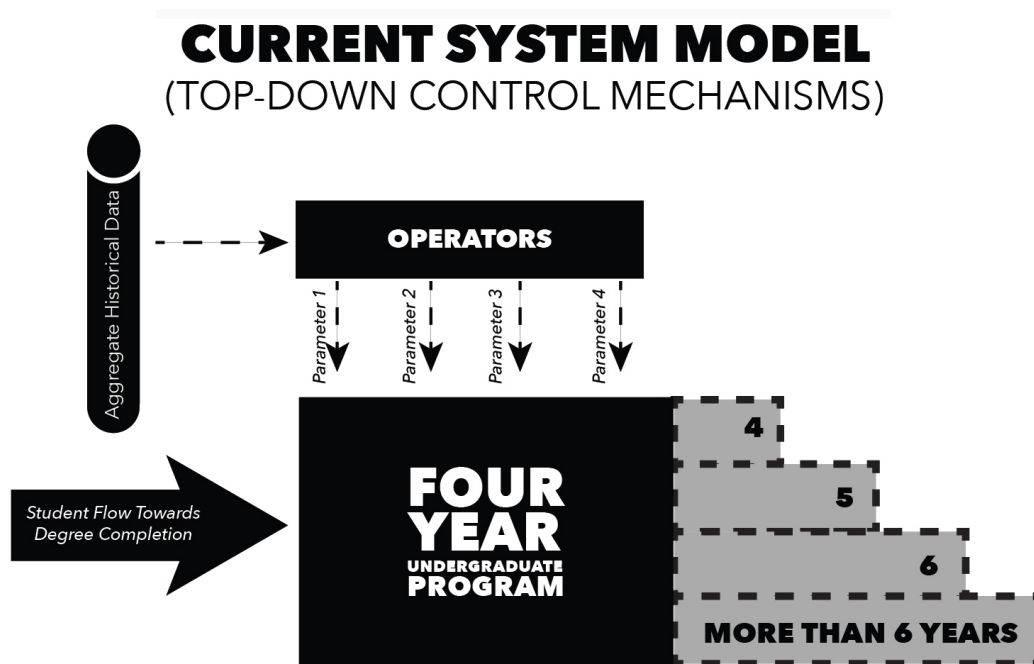 CURRENT SYSTEM MODEL
(TOP-DOWN CONTROL MECHANISMS)
Aggregate Historical Data
OPERATORS
Parameter 1
Parameter 2
Parameter 3
Parameter 4
Student Flow Towards
Degree Completion
FOUR
YEAR
UNDERGRADUATE
PROGRAM
4
5
6
MORE THAN 6 YEARS